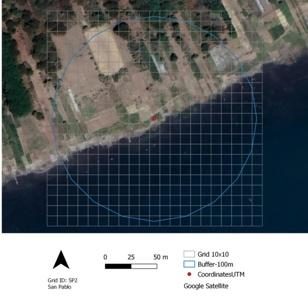 0 25 50 m
Grid 10x10
Buffer-100m
CoordinatesUTM
Google Satellite
Grid ID: SP2
San Pablo